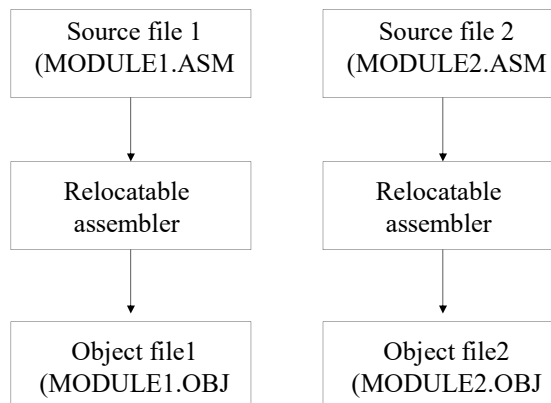 Source file 1
(MODULE1.ASM
Source file 2
(MODULE2.ASM
Relocatable
assembler
Relocatable
assembler
Object file1
(MODULE1.OBJ
Object file2
(MODULE2.OBJ